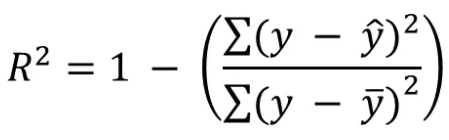 R² = 1 − (Σ(y − ŷ)² / Σ(y − ȳ)²)